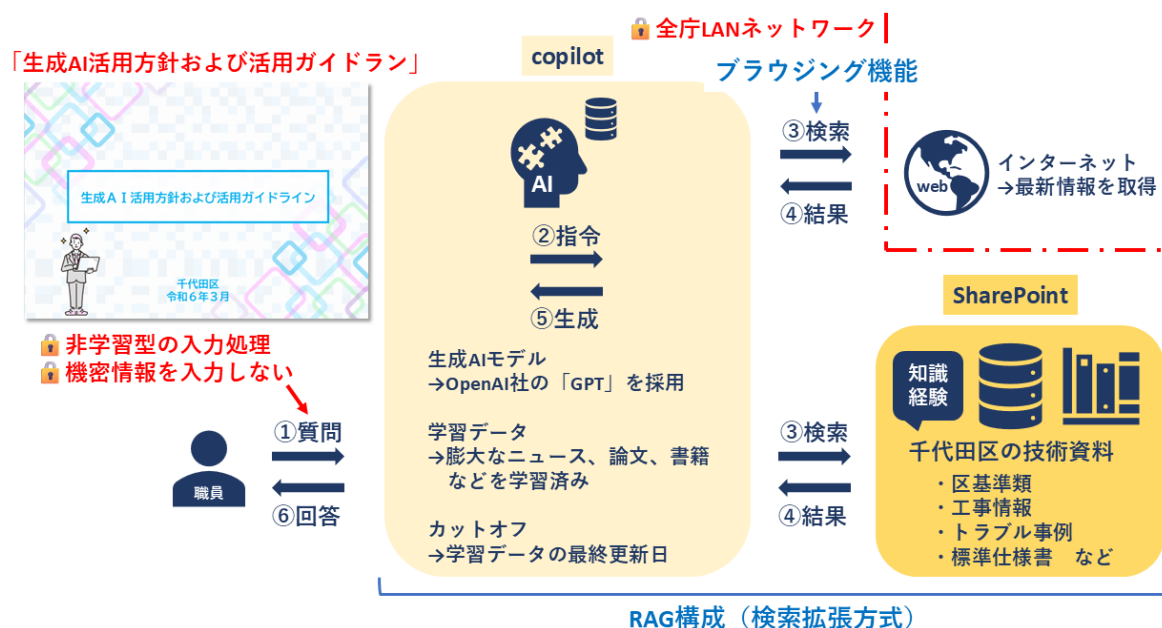 「生成AI活用方針および活用ガイドラン」
生成ＡＩ活用方針および活用ガイドライン
千代田区
令和６年３月
非学習型の入力処理
機密情報を入力しない
①質問
職員
⑥回答
copilot
AI
②指令
⑤生成
生成AIモデル
→OpenAI社の「GPT」を採用
学習データ
→膨大なニュース、論文、書籍
などを学習済み
カットオフ
→学習データの最終更新日
全庁LANネットワーク
ブラウジング機能
③検索
④結果
web
インターネット
→最新情報を取得
③検索
④結果
SharePoint
知識
経験
千代田区の技術資料
・区基準類
・工事情報
・トラブル事例
・標準仕様書　など
RAG構成（検索拡張方式）